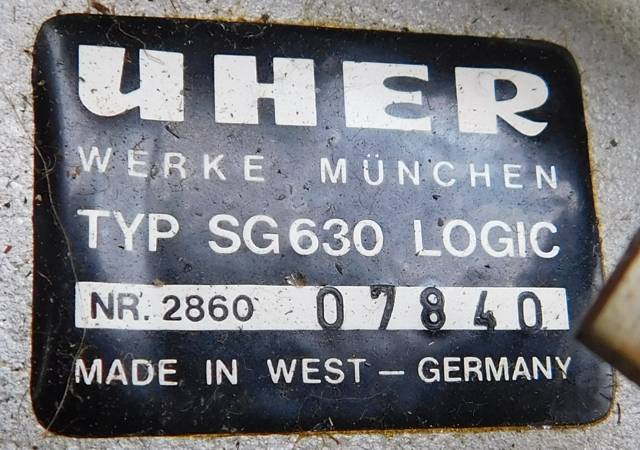 UHER
WERKE MÜNCHEN
TYP SG630 LOGIC
NR. 2860 07840
MADE IN WEST – GERMANY